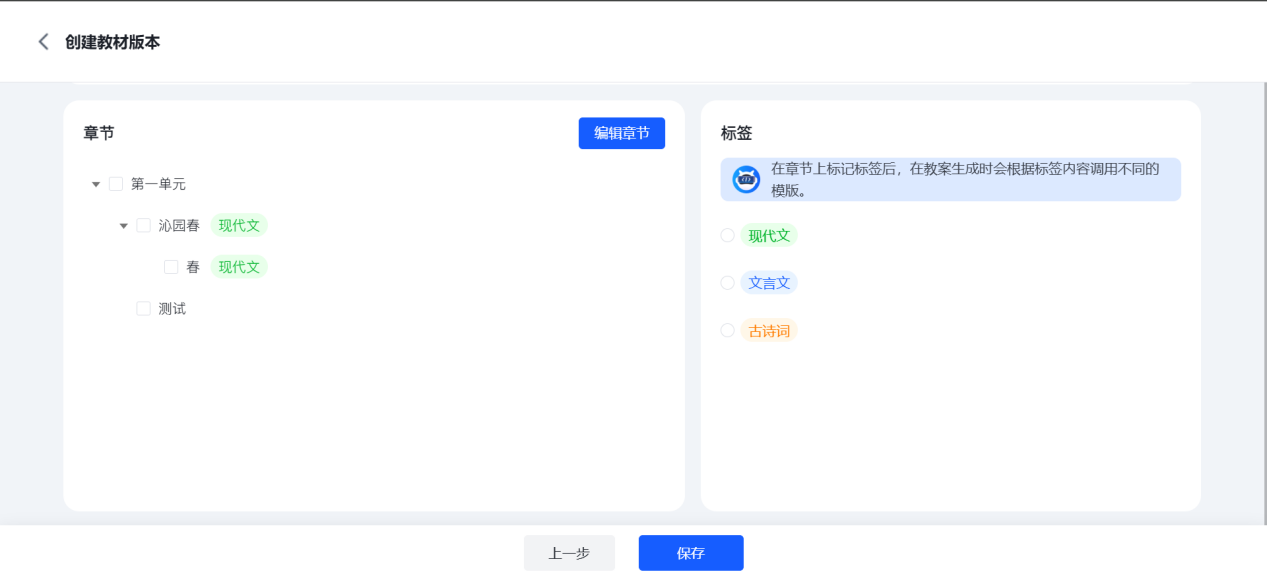 创建教材版本
章节
编辑章节
第一单元
沁园春 现代文
春 现代文
测试
标签
在章节上标记标签后，在教案生成时会根据标签内容调用不同的
模版。
现代文
文言文
古诗词
上一步
保存